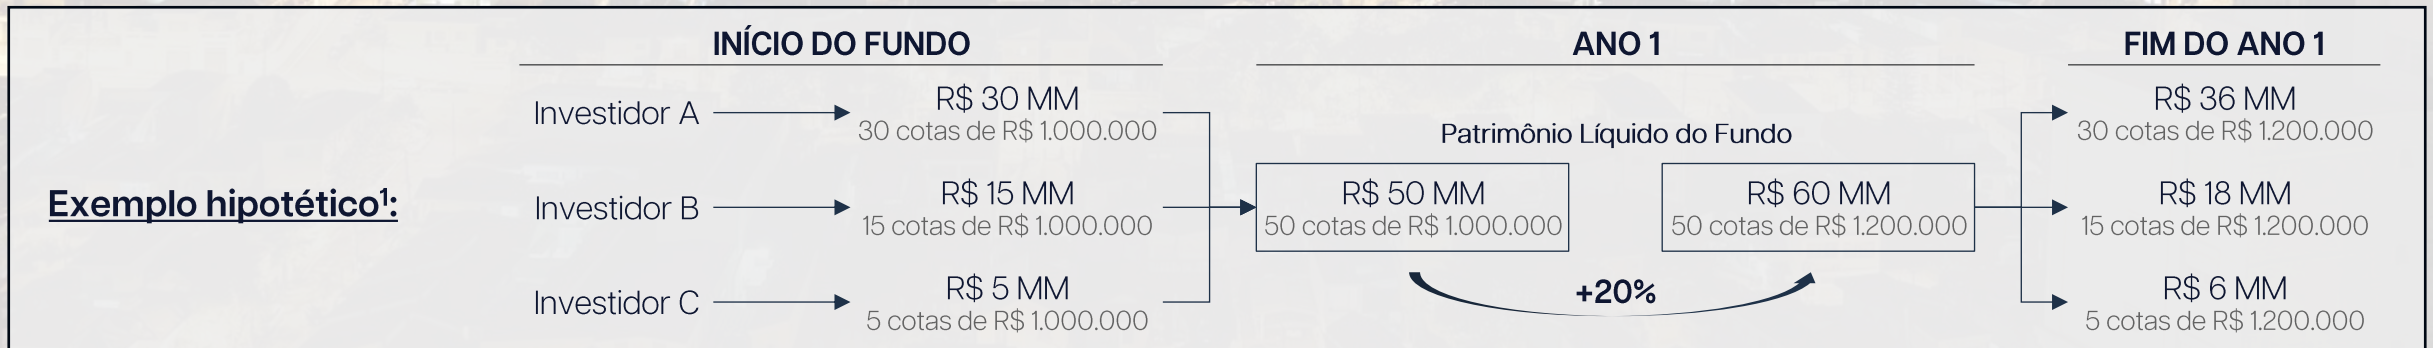 INÍCIO DO FUNDO
ANO 1
FIM DO ANO 1
Exemplo hipotético¹:
Investidor A
R$ 30 MM
30 cotas de R$ 1.000.000
Investidor B
R$ 15 MM
15 cotas de R$ 1.000.000
Investidor C
R$ 5 MM
5 cotas de R$ 1.000.000
Patrimônio Líquido do Fundo
R$ 50 MM
50 cotas de R$ 1.000.000
R$ 60 MM
50 cotas de R$ 1.200.000
+20%
R$ 36 MM
30 cotas de R$ 1.200.000
R$ 18 MM
15 cotas de R$ 1.200.000
R$ 6 MM
5 cotas de R$ 1.200.000